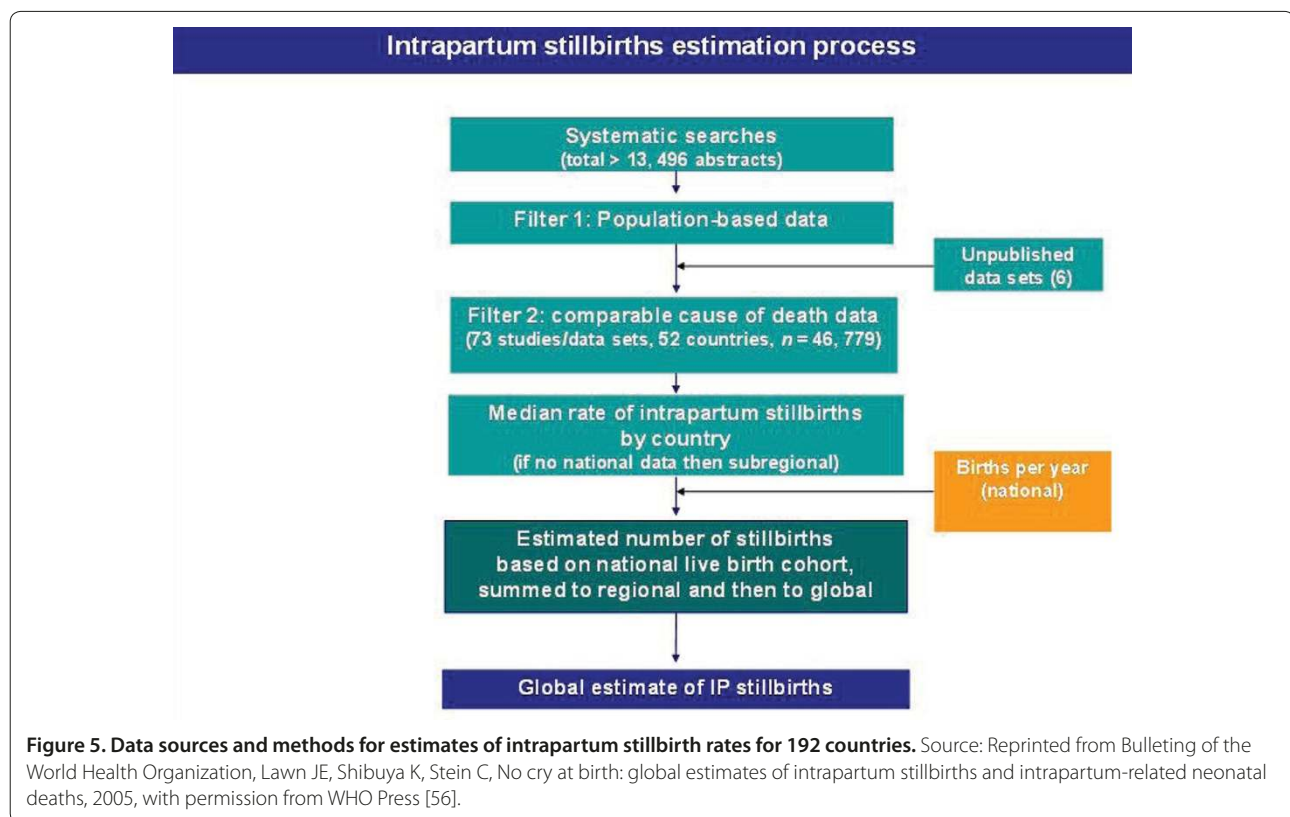 Intrapartum stillbirths estimation process
Systematic searches
(total > 13, 496 abstracts)
Filter 1: Population-based data
Unpublished
data sets (6)
Filter 2: comparable cause of death data
(73 studies/data sets, 52 countries, n = 46, 779)
Median rate of intrapartum stillbirths
by country
(if no national data then subregional)
Births per year
(national)
Estimated number of stillbirths
based on national live birth cohort,
summed to regional and then to global
Global estimate of IP stillbirths
Figure 5. Data sources and methods for estimates of intrapartum stillbirth rates for 192 countries. Source: Reprinted from Bulleting of the
World Health Organization, Lawn JE, Shibuya K, Stein C, No cry at birth: global estimates of intrapartum stillbirths and intrapartum-related neonatal
deaths, 2005, with permission from WHO Press [56].